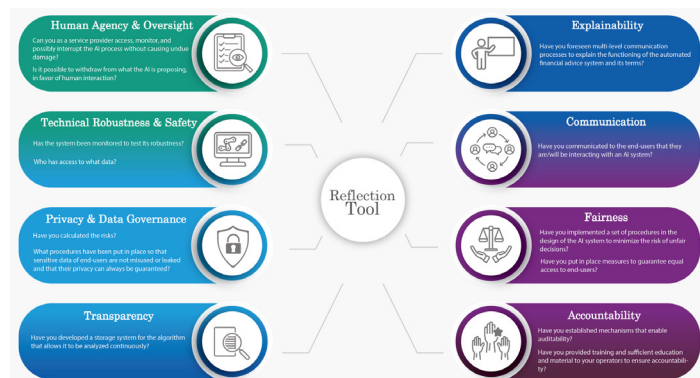 Human Agency & Oversight
Can you as a service provider access, monitor, and
possibly interrupt the AI process without causing undue
damage?
Is it possible to withdraw from what the AI is proposing,
in favor of human interaction?
Technical Robustness & Safety
Has the system been monitored to test its robustness?
Who has access to what data?
Privacy & Data Governance
Have you calculated the risks?
What procedures have been put in place so that
sensitive data of end-users are not misused or leaked
and that their privacy can always be guaranteed?
Transparency
Have you developed a storage system for the algorithm
that allows it to be analyzed continuously?
Reflection
Tool
Explainability
Have you foreseen multi-level communication
processes to explain the functioning of the automated
financial advice system and its terms?
Communication
Have you communicated to the end-users that they
are/will be interacting with an AI system?
Fairness
Have you implemented a set of procedures in the
design of the AI system to minimize the risk of unfair
decisions?
Have you put in place measures to guarantee equal
access to end-users?
Accountability
Have you established mechanisms that enable
auditability?
Have you provided training and sufficient education
and material to your operators to ensure accountabili-
ty?